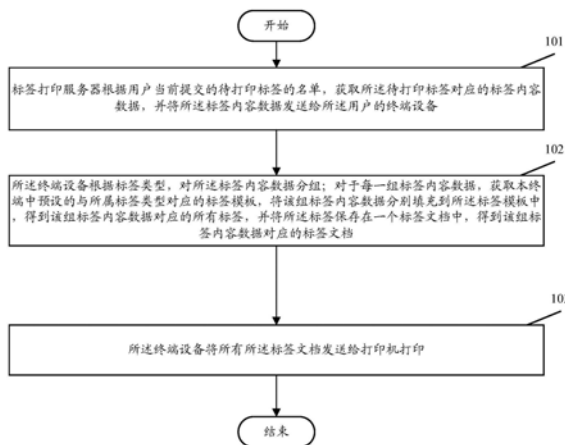 开始
101
标签打印服务器根据用户当前提交的待打印标签的名单，获取所述待打印标签对应的标签内容
数据，并将所述标签内容数据发送给所述用户的终端设备
102
所述终端设备根据标签类型，对所述标签内容数据分组；对于每一组标签内容数据，获取本终
端中预设的与所属标签类型对应的标签模板，将该组标签内容数据分别填充到所述标签模板中
，得到该组标签内容数据对应的所有标签，并将所述标签保存在一个标签文档中，得到该组标
签内容数据对应的标签文档
10
所述终端设备将所有所述标签文档发送给打印机打印
结束